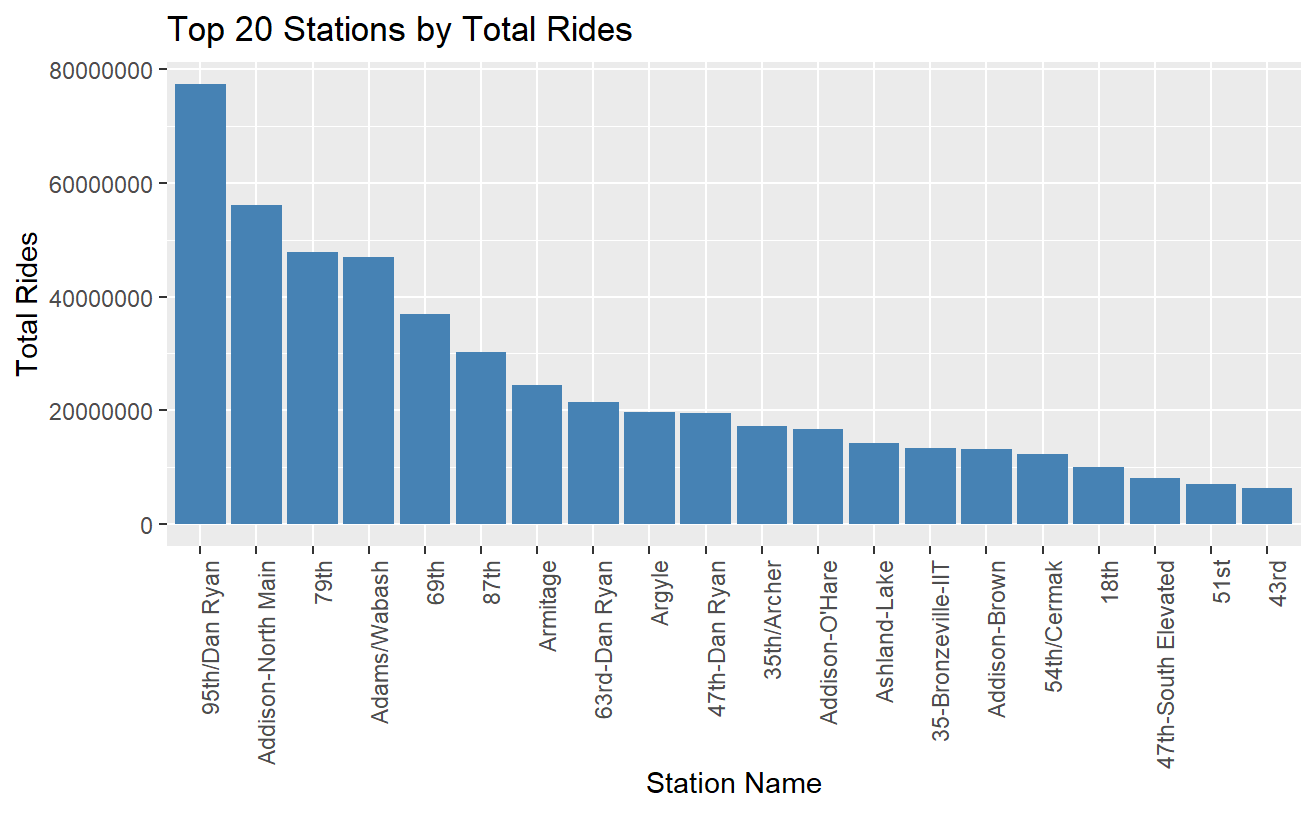 Top 20 Stations by Total Rides
80000000
60000000
40000000
20000000
0
Total Rides
95th/Dan Ryan
Addison-North Main
79th
Adams/Wabash
69th
87th
Armitage
63rd-Dan Ryan
Argyle
47th-Dan Ryan
35th/Archer
Addison-O'Hare
Ashland-Lake
35-Bronzeville-IIT
Addison-Brown
54th/Cermak
18th
47th-South Elevated
51st
43rd
Station Name